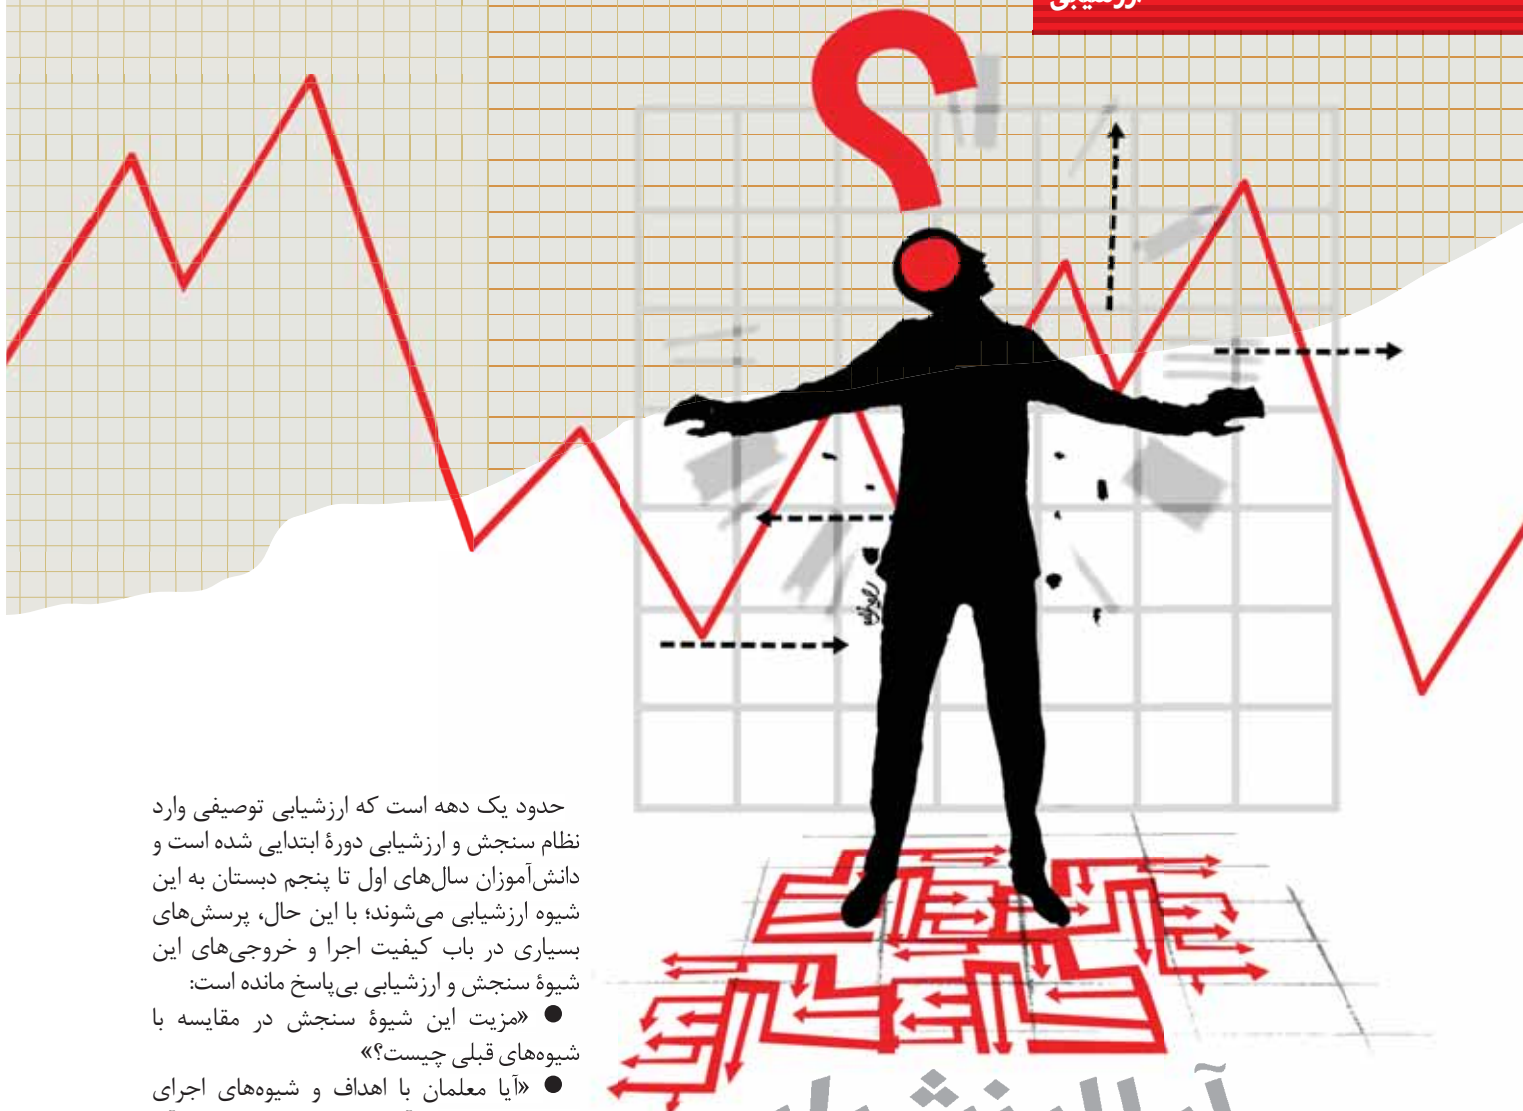 ارزشیابی
حدود یک دهه است که ارزشیابی توصیفی وارد
نظام سنجش و ارزشیابی دورهٔ ابتدایی شده است و
دانش‌آموزان سال‌های اول تا پنجم دبستان به این
شیوه ارزشیابی می‌شوند؛ با این حال، پرسش‌های
بسیاری در باب کیفیت اجرا و خروجی‌های این
شیوهٔ سنجش و ارزشیابی بی‌پاسخ مانده است:
● «مزیت این شیوهٔ سنجش در مقایسه با
شیوه‌های قبلی چیست؟»
● «آیا معلمان با اهداف و شیوه‌های اجرای